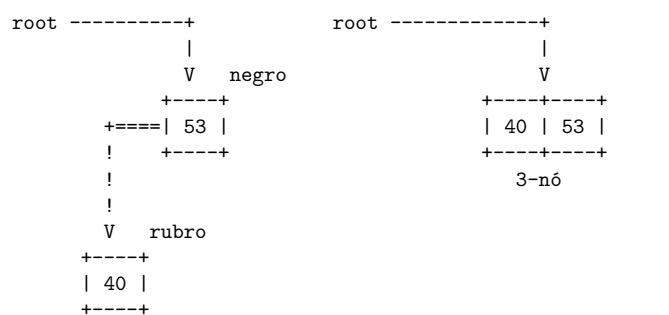 root ----------+              root -------------+
               |                                |
               V   negro                        V
             +----+                        +----+----+
        +====| 53 |                        | 40 | 53 |
        !    +----+                        +----+----+
        !                                     3-nó
        !
        V   rubro
      +----+
      | 40 |
      +----+